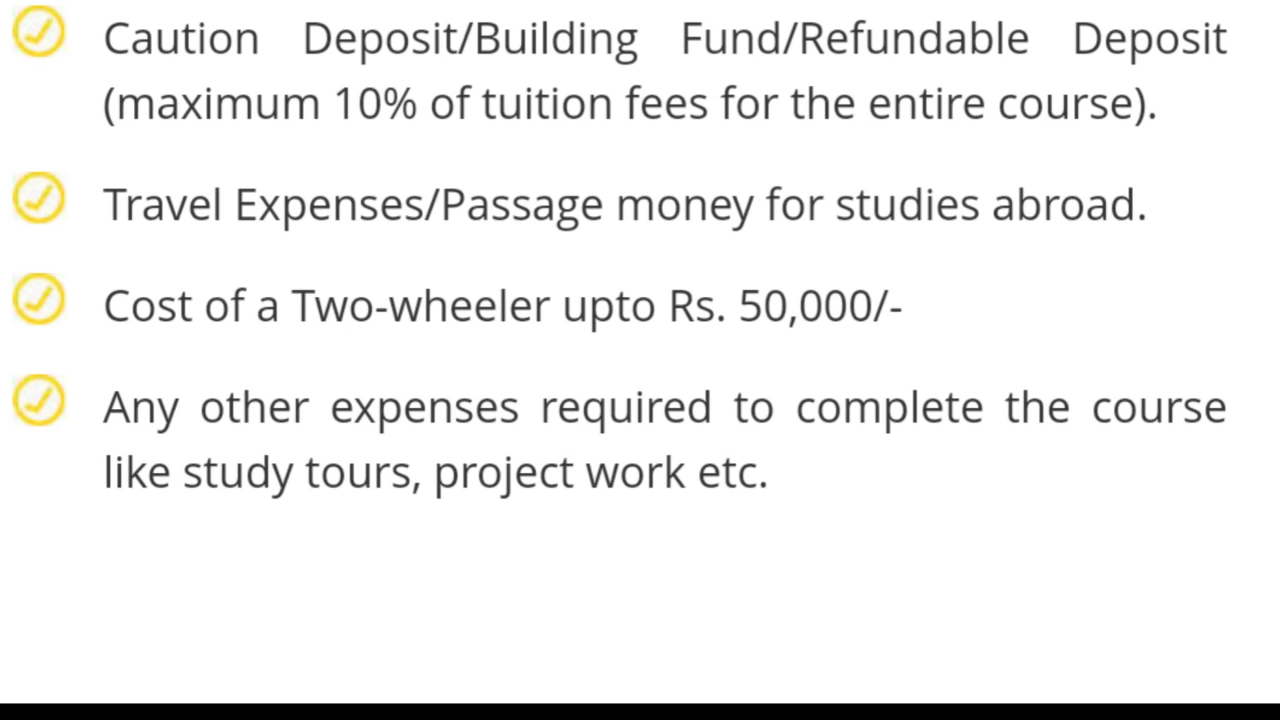 Caution Deposit/Building Fund/Refundable Deposit
(maximum 10% of tuition fees for the entire course).
Travel Expenses/Passage money for studies abroad.
Cost of a Two-wheeler upto Rs. 50,000/-
Any other expenses required to complete the course
like study tours, project work etc.